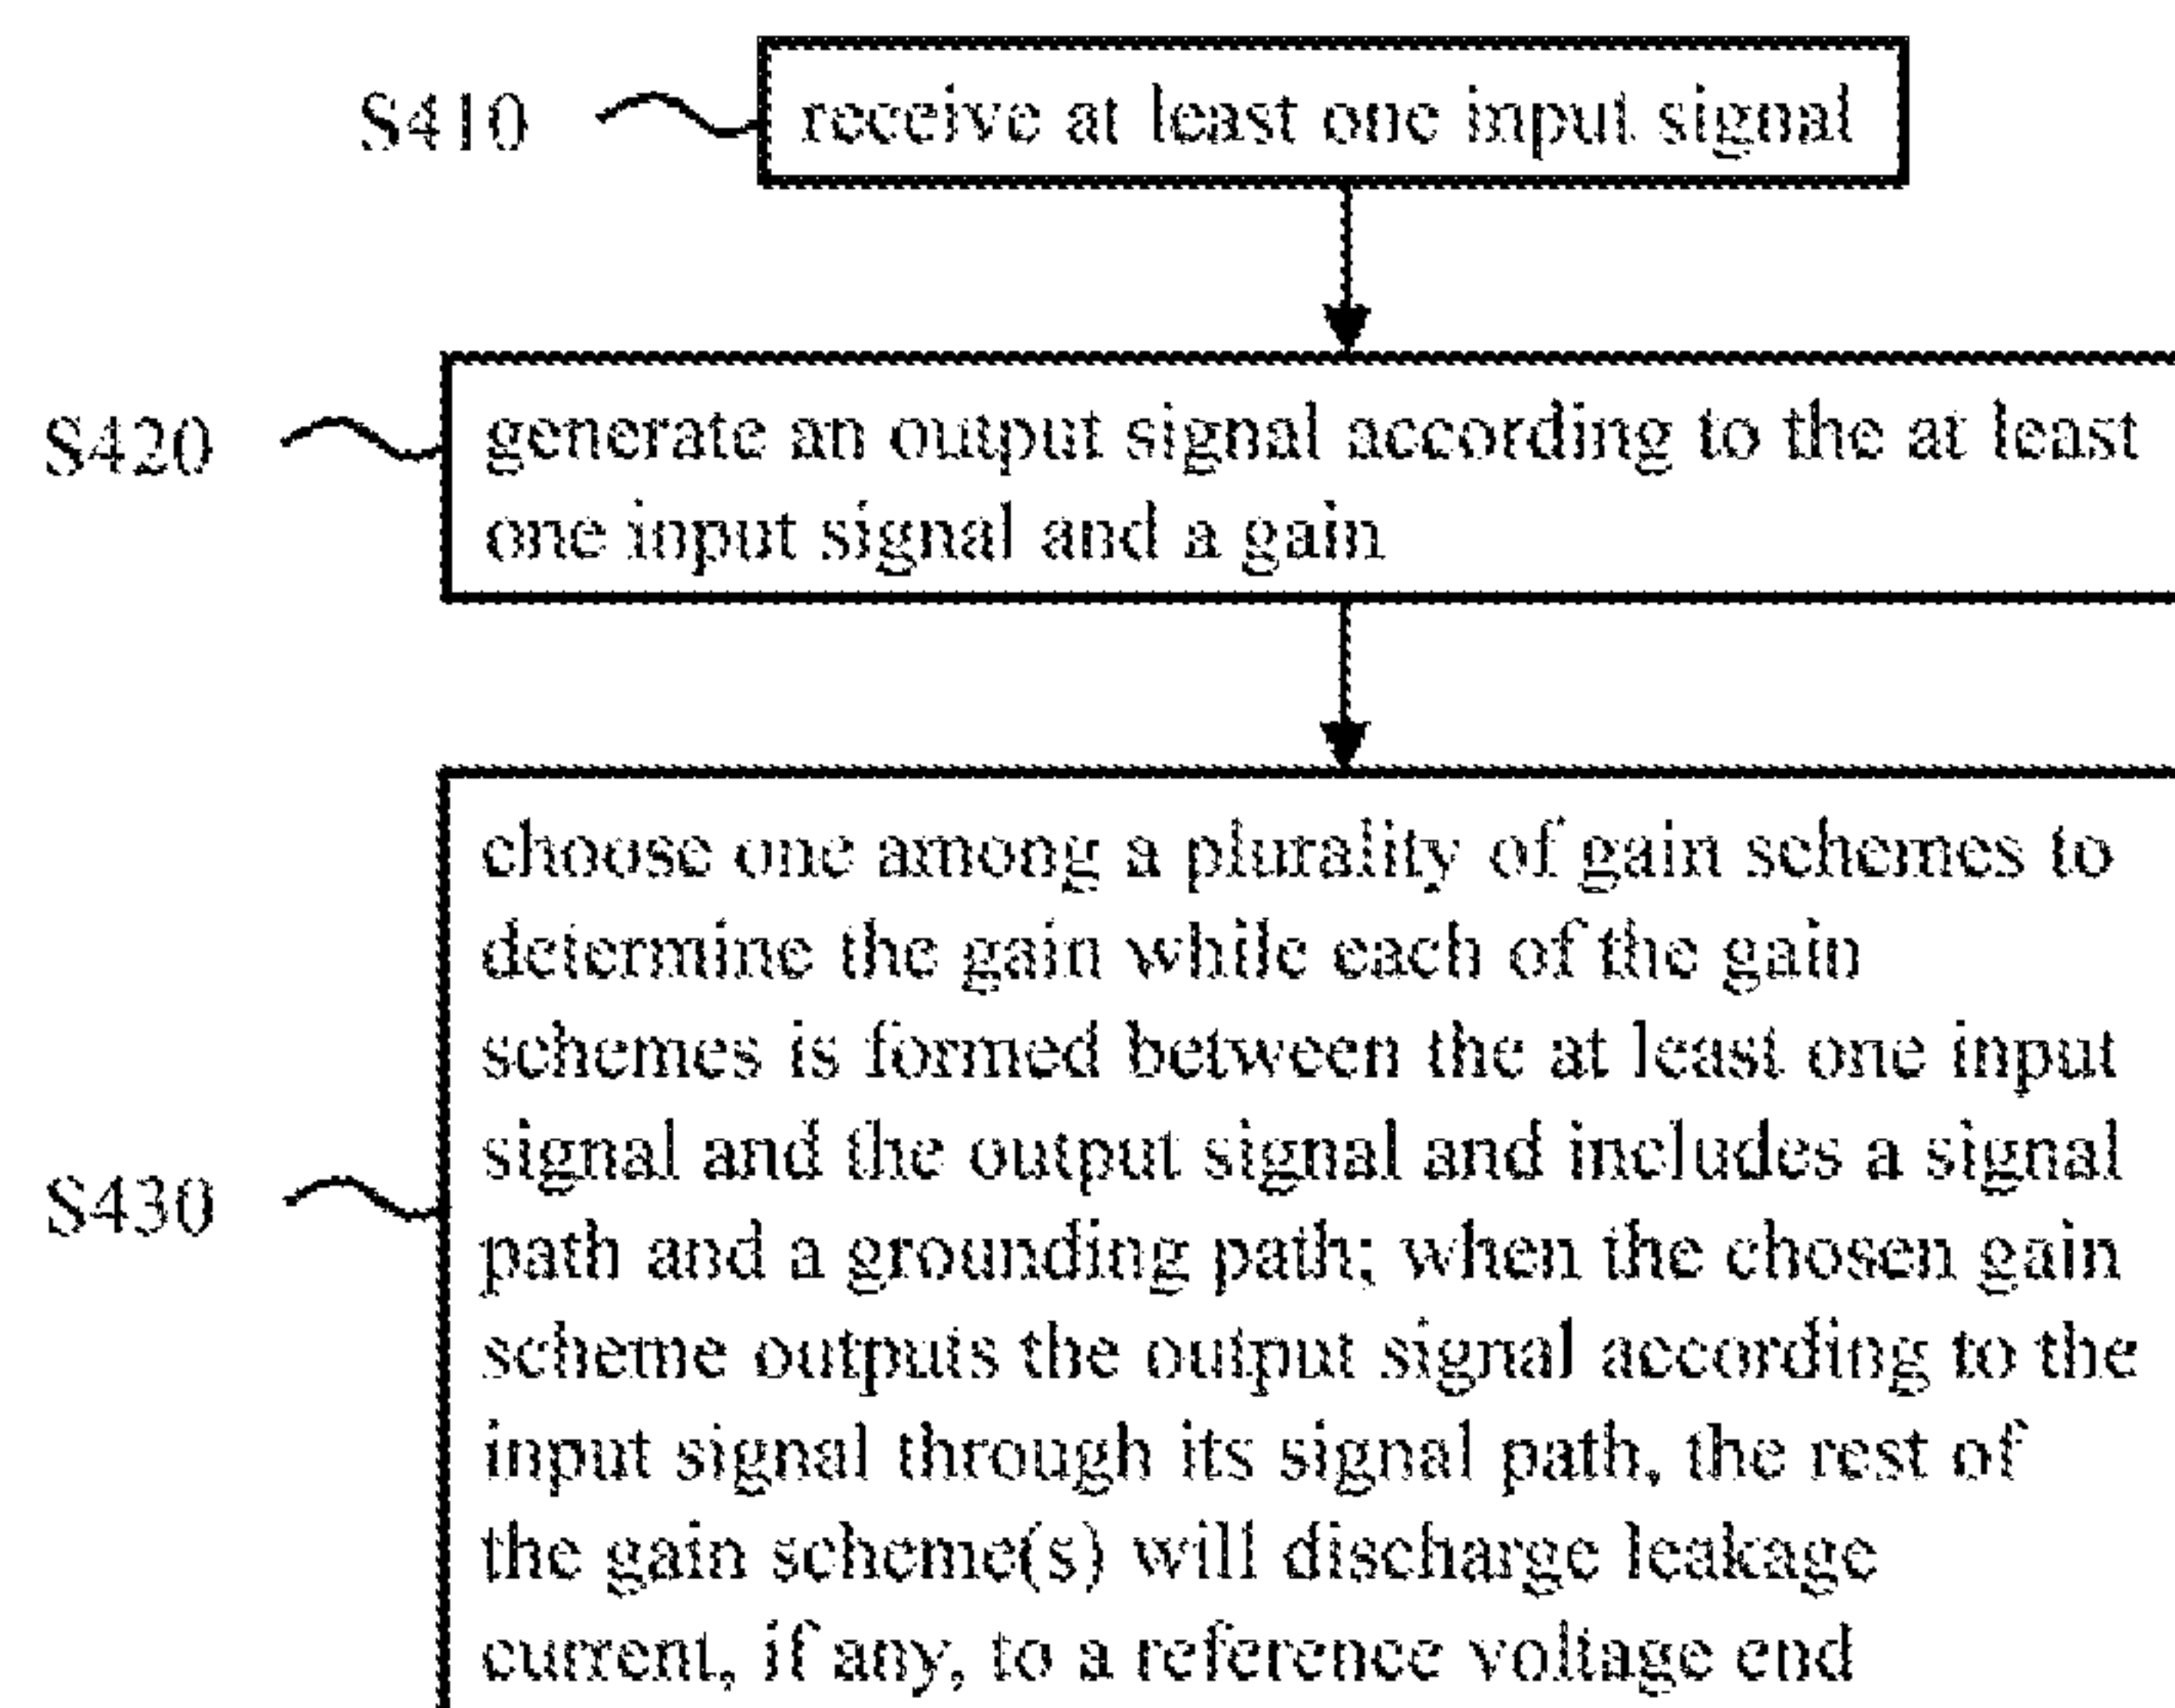 S410
receive at least one input signal
S420
generate an output signal according to the at least
one input signal and a gain
S430
choose one among a plurality of gain schemes to
determine the gain while each of the gain
schemes is formed between the at least one input
signal and the output signal and includes a signal
path and a grounding path; when the chosen gain
scheme outputs the output signal according to the
input signal through its signal path, the rest of
the gain scheme(s) will discharge leakage
current, if any, to a reference voltage end